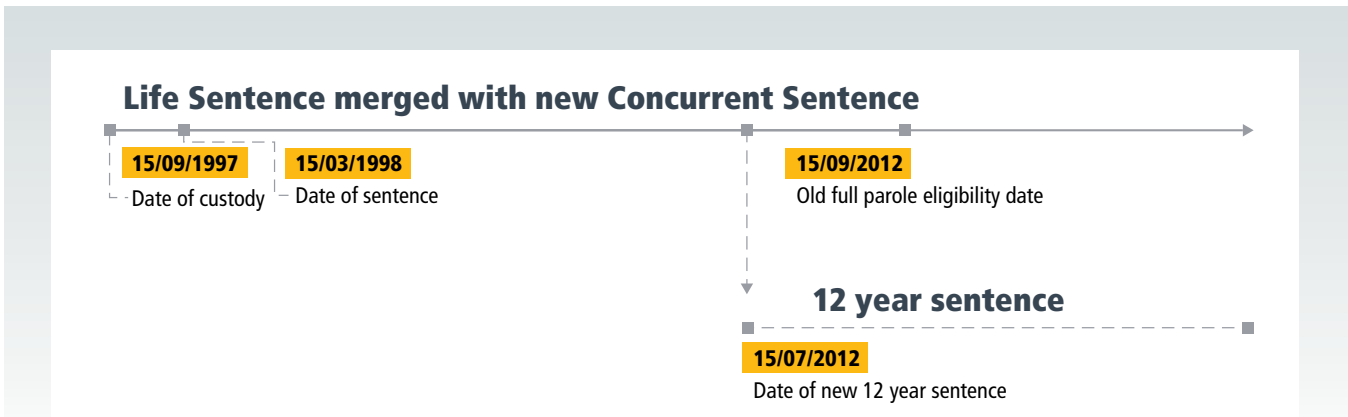 Life Sentence merged with new Concurrent Sentence
15/09/1997
Date of custody
15/03/1998
Date of sentence
15/09/2012
Old full parole eligibility date
12 year sentence
15/07/2012
Date of new 12 year sentence